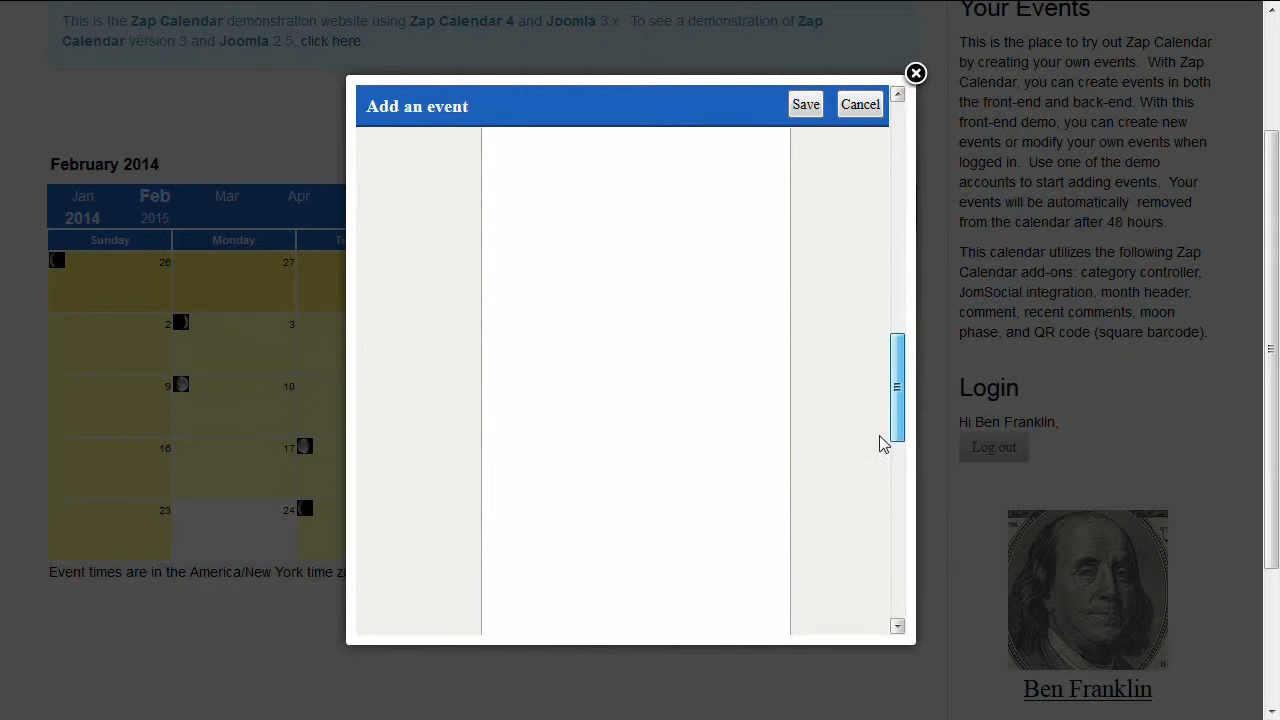 This is the Zap Calendar demonstration website using Zap Calendar 4 and Joomla 3.x. To see a demonstration of Zap
Calendar version 3 and Joomla 2.5, click here.
February 2014
Jan Feb Mar Apr
2014 2015
Sunday Monday Tu
26 27
2 3
9 10
16 17
23 24
Event times are in the America/New York time z
Add an event
Save Cancel
Your Events
This is the place to try out Zap Calendar
by creating your own events. With Zap
Calendar, you can create events in both
the front-end and back-end. With this
front-end demo, you can create new
events or modify your own events when
logged in. Use one of the demo
accounts to start adding events. Your
events will be automatically removed
from the calendar after 48 hours.
This calendar utilizes the following Zap
Calendar add-ons: category controller,
JomSocial integration, month header,
comment, recent comments, moon
phase, and QR code (square barcode).
Login
Hi Ben Franklin,
Log out
Ben Franklin